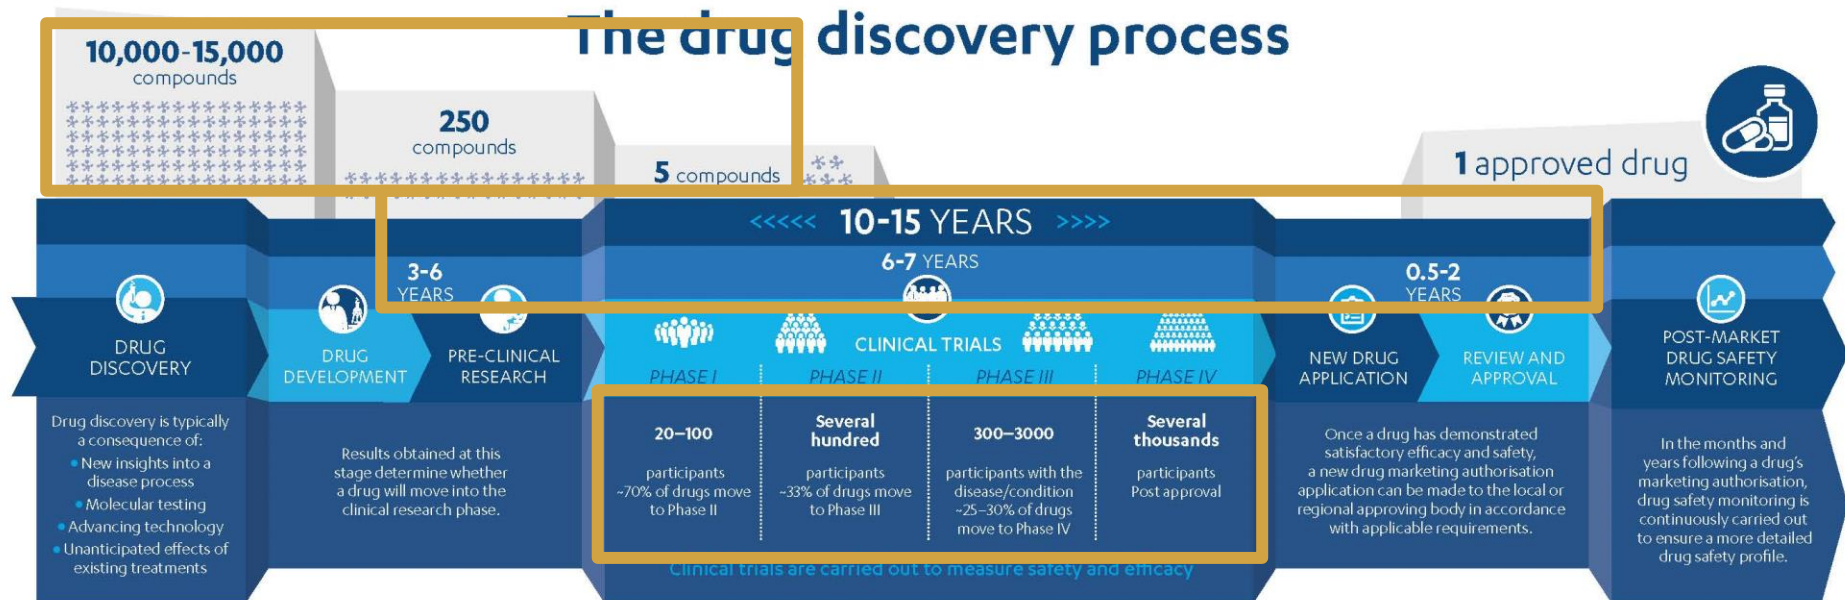 The drug discovery process
10,000-15,000
compounds
250
compounds
5 compounds
1 approved drug
<<<<< 10-15 YEARS >>>>
3-6
YEARS
6-7 YEARS
0.5-2
YEARS
DRUG
DISCOVERY
DRUG
DEVELOPMENT
PRE-CLINICAL
RESEARCH
CLINICAL TRIALS
PHASE I
PHASE II
PHASE III
PHASE IV
NEW DRUG
APPLICATION
REVIEW AND
APPROVAL
POST-MARKET
DRUG SAFETY
MONITORING
Drug discovery is typically
a consequence of:
• New insights into a
disease process
• Molecular testing
• Advancing technology
• Unanticipated effects of
existing treatments
Results obtained at this
stage determine whether
a drug will move into the
clinical research phase.
20–100
participants
~70% of drugs move
to Phase II
Several
hundred
participants
~33% of drugs move
to Phase III
300–3000
participants with the
disease/condition
~25–30% of drugs
move to Phase IV
Several
thousands
participants
Post approval
Clinical trials are carried out to measure safety and efficacy
Once a drug has demonstrated
satisfactory efficacy and safety,
a new drug marketing authorisation
application can be made to the local or
regional approving body in accordance
with applicable requirements.
In the months and
years following a drug's
marketing authorisation,
drug safety monitoring is
continuously carried out
to ensure a more detailed
drug safety profile.